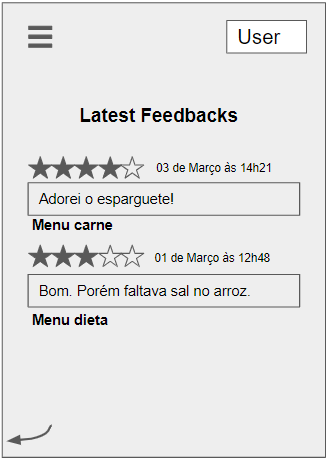 User
Latest Feedbacks
03 de Março às 14h21
Adorei o esparguete!
Menu carne
01 de Março às 12h48
Bom. Porém faltava sal no arroz.
Menu dieta